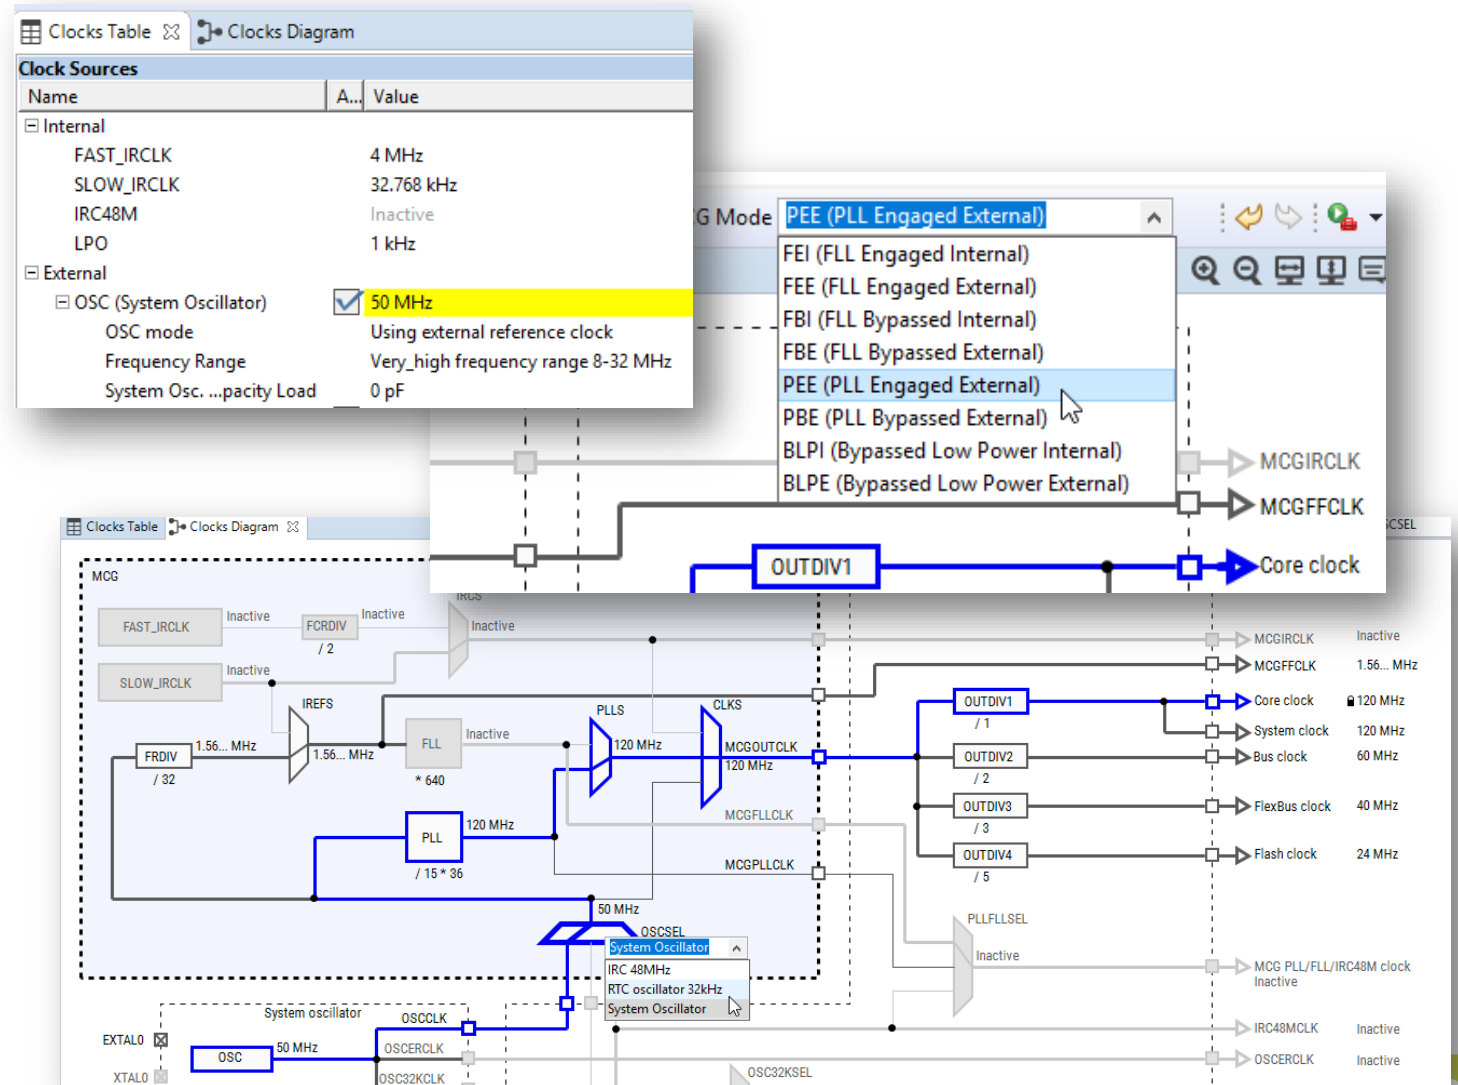 Clocks Table
Clocks Diagram
Clock Sources
Name A... Value
Internal
FAST_IRCLK 4 MHz
SLOW_IRCLK 32.768 kHz
IRC48M Inactive
LPO 1 kHz
External
OSC (System Oscillator) 50 MHz
OSC mode Using external reference clock
Frequency Range Very_high frequency range 8-32 MHz
System Osc. ...pacity Load 0 pF
G Mode PEE (PLL Engaged External)
FEI (FLL Engaged Internal)
FEE (FLL Engaged External)
FBI (FLL Bypassed Internal)
FBE (FLL Bypassed External)
PEE (PLL Engaged External)
PBE (PLL Bypassed External)
BLPI (Bypassed Low Power Internal)
BLPE (Bypassed Low Power External)
MCGIRCLK
MCGFFCLK
OUTDIV1
Core clock
Clocks Table
Clocks Diagram
SCSEL
MCG
IRCS
FAST_IRCLK
Inactive
FCRDIV
/ 2
Inactive
Inactive
SLOW_IRCLK
Inactive
IREFS
FRDIV
/ 32
1.56... MHz
1.56... MHz
FLL
* 640
Inactive
PLLS
120 MHz
CLKS
MCGOUTCLK
120 MHz
PLL
/ 15 * 36
120 MHz
MCGFLLCLK
MCGPLLCLK
50 MHz
OSCSEL
System Oscillator
IRC 48MHz
RTC oscillator 32kHz
System Oscillator
MCGIRCLK Inactive
MCGFFCLK 1.56... MHz
OUTDIV1
/ 1
Core clock 120 MHz
System clock 120 MHz
OUTDIV2
/ 2
Bus clock 60 MHz
OUTDIV3
/ 3
FlexBus clock 40 MHz
OUTDIV4
/ 5
Flash clock 24 MHz
PLLFLLSEL
Inactive
MCG PLL/FLL/IRC48M clock
Inactive
IRC48MCLK Inactive
OSCERCLK Inactive
System oscillator
EXTAL0
XTAL0
OSC
50 MHz
OSCCLK
OSCERCLK
OSC32KCLK
OSC32KSEL